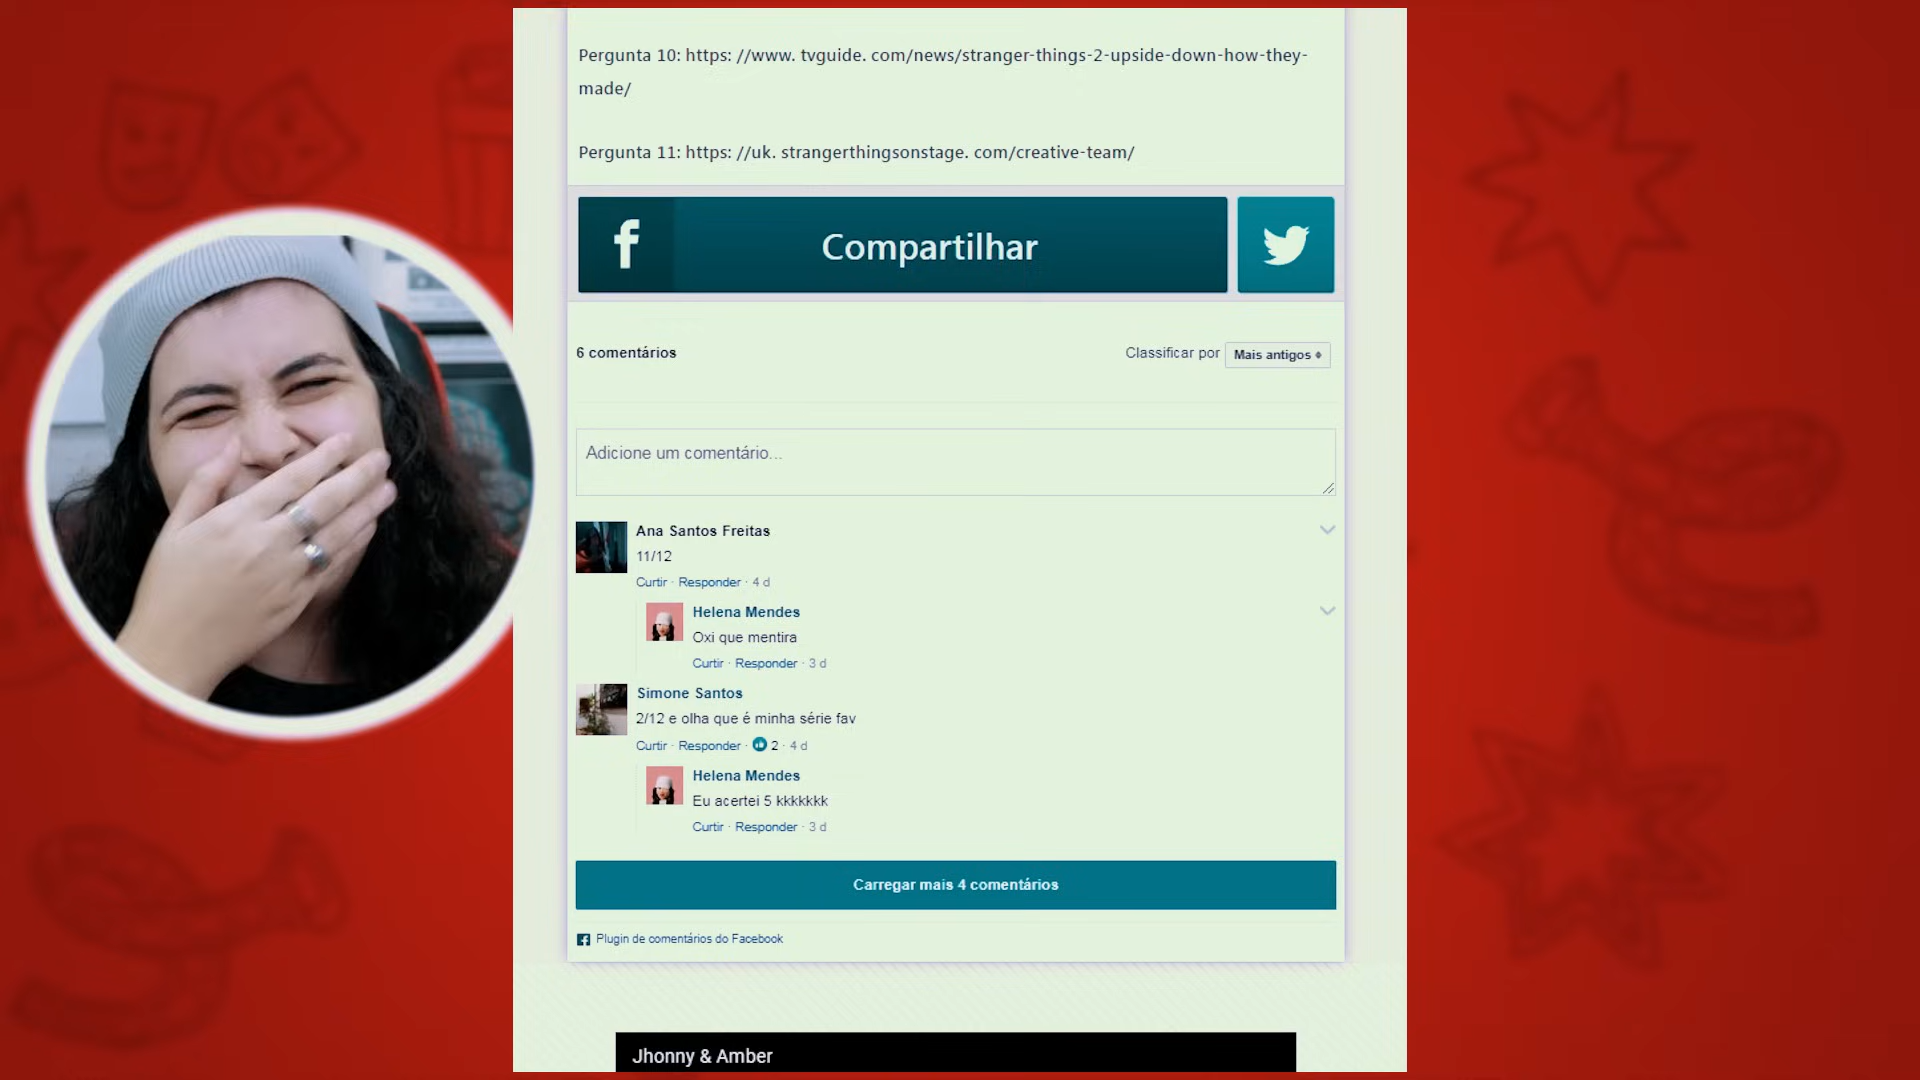 Pergunta 10: https: //www. tvguide. com/news/stranger-things-2-upside-down-how-they-
made/
Pergunta 11: https: //uk. strangerthingsonstage. com/creative-team/
f Compartilhar
6 comentários
Classificar por Mais antigos
Adicione um comentário...
Ana Santos Freitas
11/12
Curtir · Responder · 4 d
Helena Mendes
Oxi que mentira
Curtir · Responder · 3 d
Simone Santos
2/12 e olha que é minha série fav
Curtir · Responder · 2 · 4 d
Helena Mendes
Eu acertei 5 kkkkkkk
Curtir · Responder · 3 d
Carregar mais 4 comentários
Plugin de comentários do Facebook
Jhonny & Amber